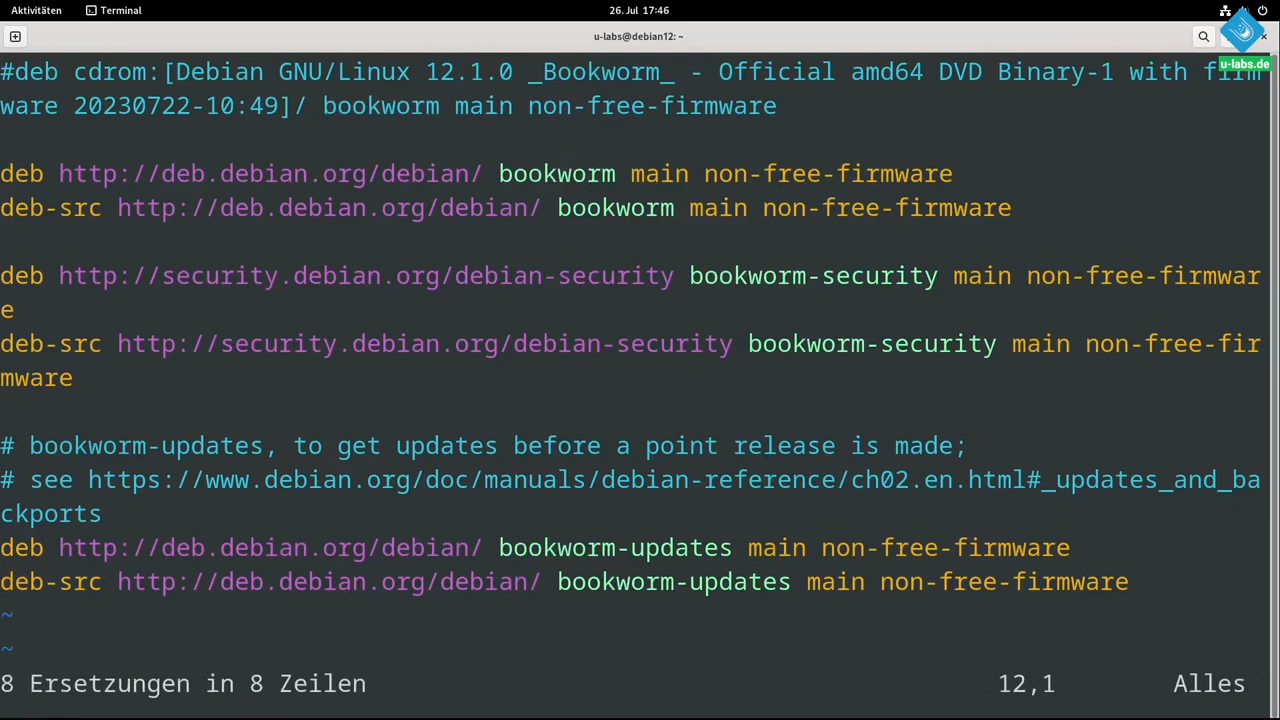 Aktivitäten Terminal 26. Jul 17:46
u-labs@debian12: ~
u-labs.de
#deb cdrom:[Debian GNU/Linux 12.1.0 _Bookworm_ - Official amd64 DVD Binary-1 with firm
ware 20230722-10:49]/ bookworm main non-free-firmware
deb http://deb.debian.org/debian/ bookworm main non-free-firmware
deb-src http://deb.debian.org/debian/ bookworm main non-free-firmware
deb http://security.debian.org/debian-security bookworm-security main non-free-firmwar
e
deb-src http://security.debian.org/debian-security bookworm-security main non-free-fir
mware
# bookworm-updates, to get updates before a point release is made;
# see https://www.debian.org/doc/manuals/debian-reference/ch02.en.html#_updates_and_ba
ckports
deb http://deb.debian.org/debian/ bookworm-updates main non-free-firmware
deb-src http://deb.debian.org/debian/ bookworm-updates main non-free-firmware
~
~
8 Ersetzungen in 8 Zeilen 12,1 Alles